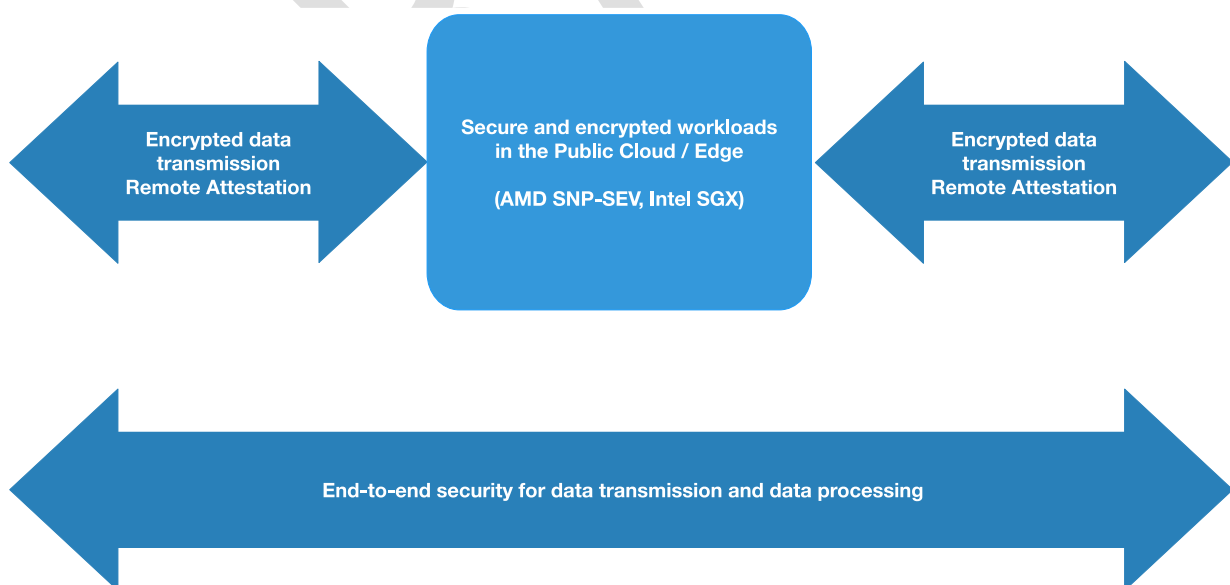 Encrypted data
transmission
Remote Attestation
Secure and encrypted workloads
in the Public Cloud / Edge
(AMD SNP-SEV, Intel SGX)
Encrypted data
transmission
Remote Attestation
End-to-end security for data transmission and data processing